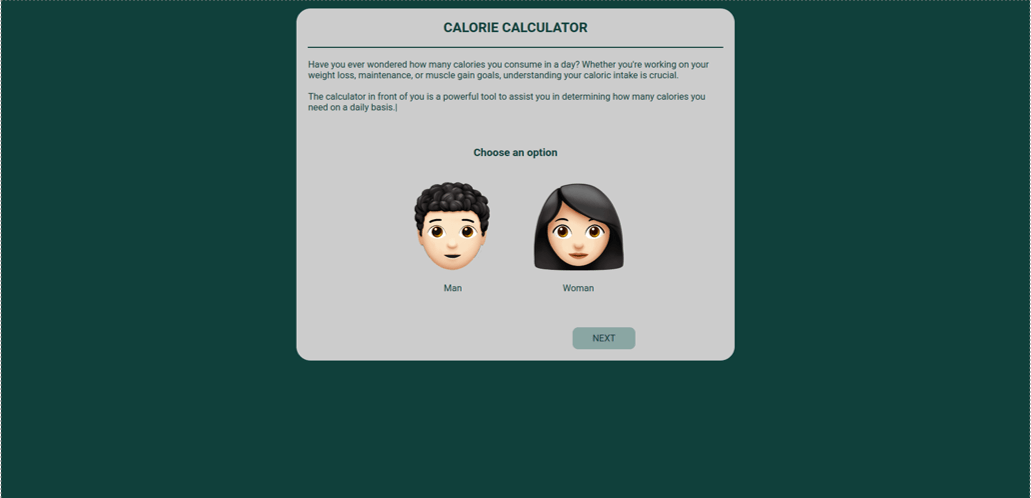 CALORIE CALCULATOR
Have you ever wondered how many calories you consume in a day? Whether you're working on your
weight loss, maintenance, or muscle gain goals, understanding your caloric intake is crucial.
The calculator in front of you is a powerful tool to assist you in determining how many calories you
need on a daily basis.|
Choose an option
Man
Woman
NEXT